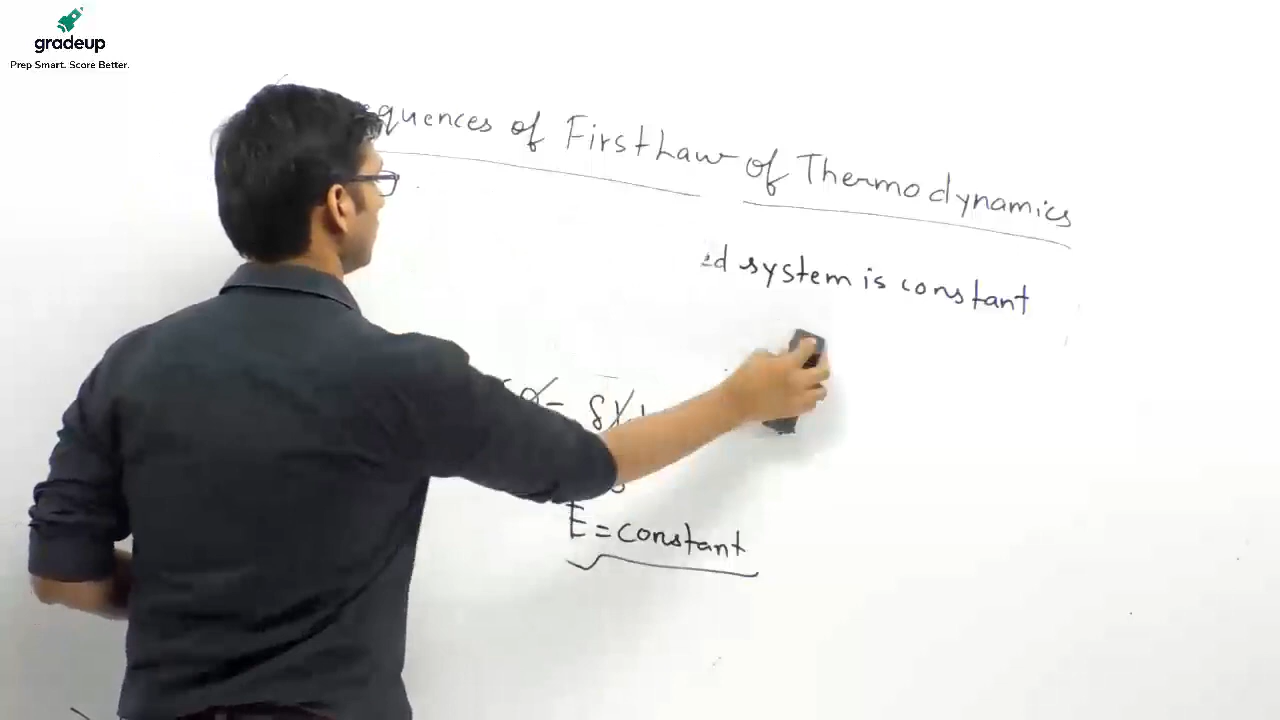 gradeup
Prep Smart. Score Better.
quences of First Law of Thermodynamics
ed system is constant
E = constant